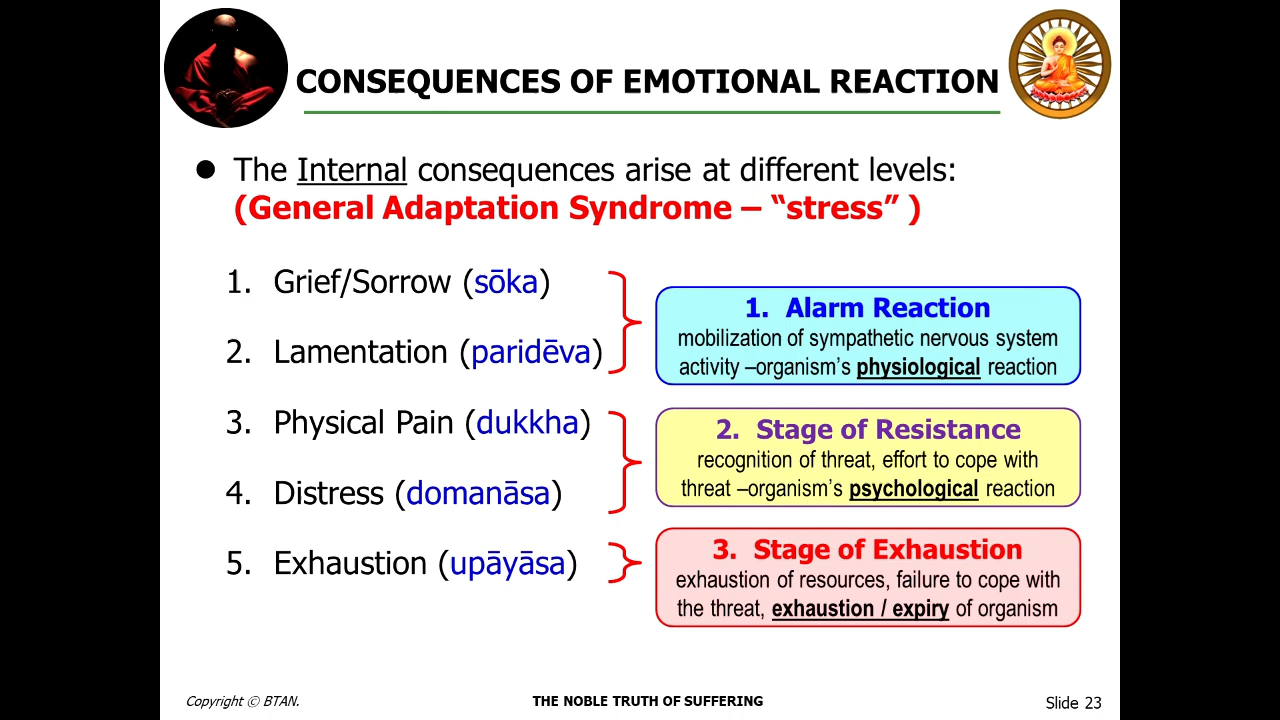 CONSEQUENCES OF EMOTIONAL REACTION
● The Internal consequences arise at different levels:
(General Adaptation Syndrome – “stress” )
1. Grief/Sorrow (sōka)
2. Lamentation (paridēva)
1. Alarm Reaction
mobilization of sympathetic nervous system
activity –organism’s physiological reaction
3. Physical Pain (dukkha)
4. Distress (domanāsa)
2. Stage of Resistance
recognition of threat, effort to cope with
threat –organism’s psychological reaction
5. Exhaustion (upāyāsa)
3. Stage of Exhaustion
exhaustion of resources, failure to cope with
the threat, exhaustion / expiry of organism
Copyright © BTAN.
THE NOBLE TRUTH OF SUFFERING
Slide 23